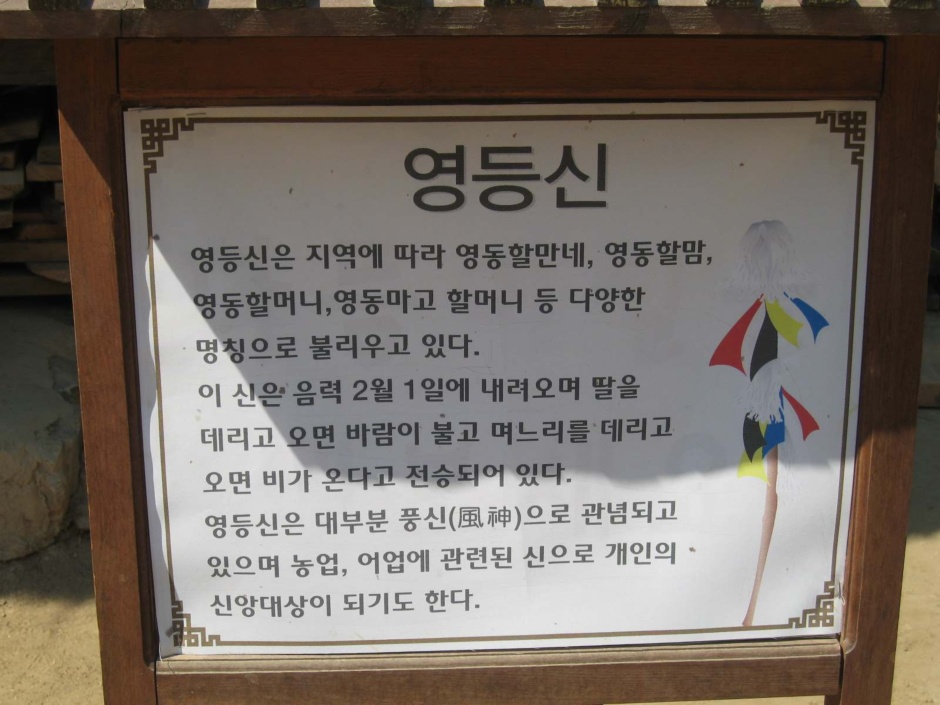 영등신
영등신은 지역에 따라 영동할만네, 영동할맘,
영동할머니,영동마고 할머니 등 다양한
명칭으로 불리우고 있다.
이 신은 음력 2월 1일에 내려오며 딸을
데리고 오면 바람이 불고 며느리를 데리고
오면 비가 온다고 전승되어 있다.
영등신은 대부분 풍신(風神)으로 관념되고
있으며 농업, 어업에 관련된 신으로 개인의
신앙대상이 되기도 한다.